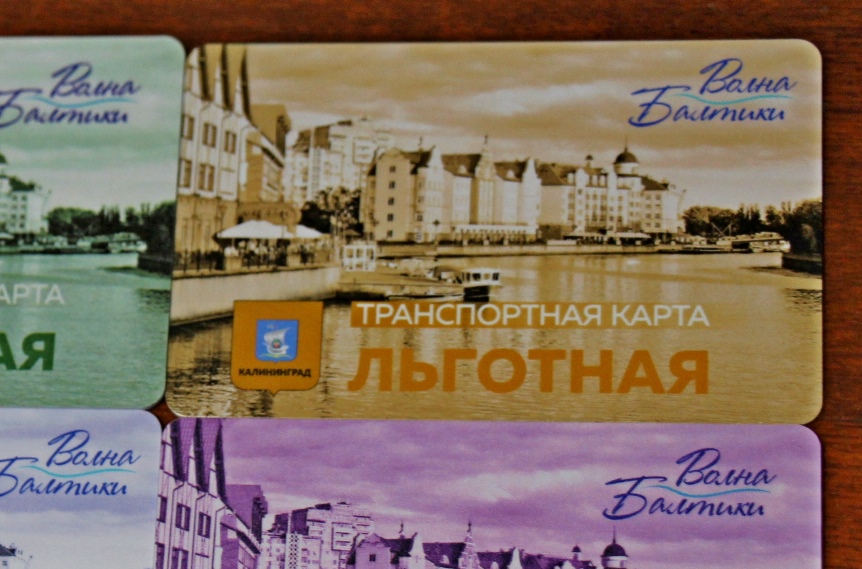 Волна
Балтики
АРТА
АЯ
Волна
Балтики
ТРАНСПОРТНАЯ КАРТА
ЛЬГОТНАЯ
КАЛИНИНГРАД
Волна
Балтики
Волна
Балтики